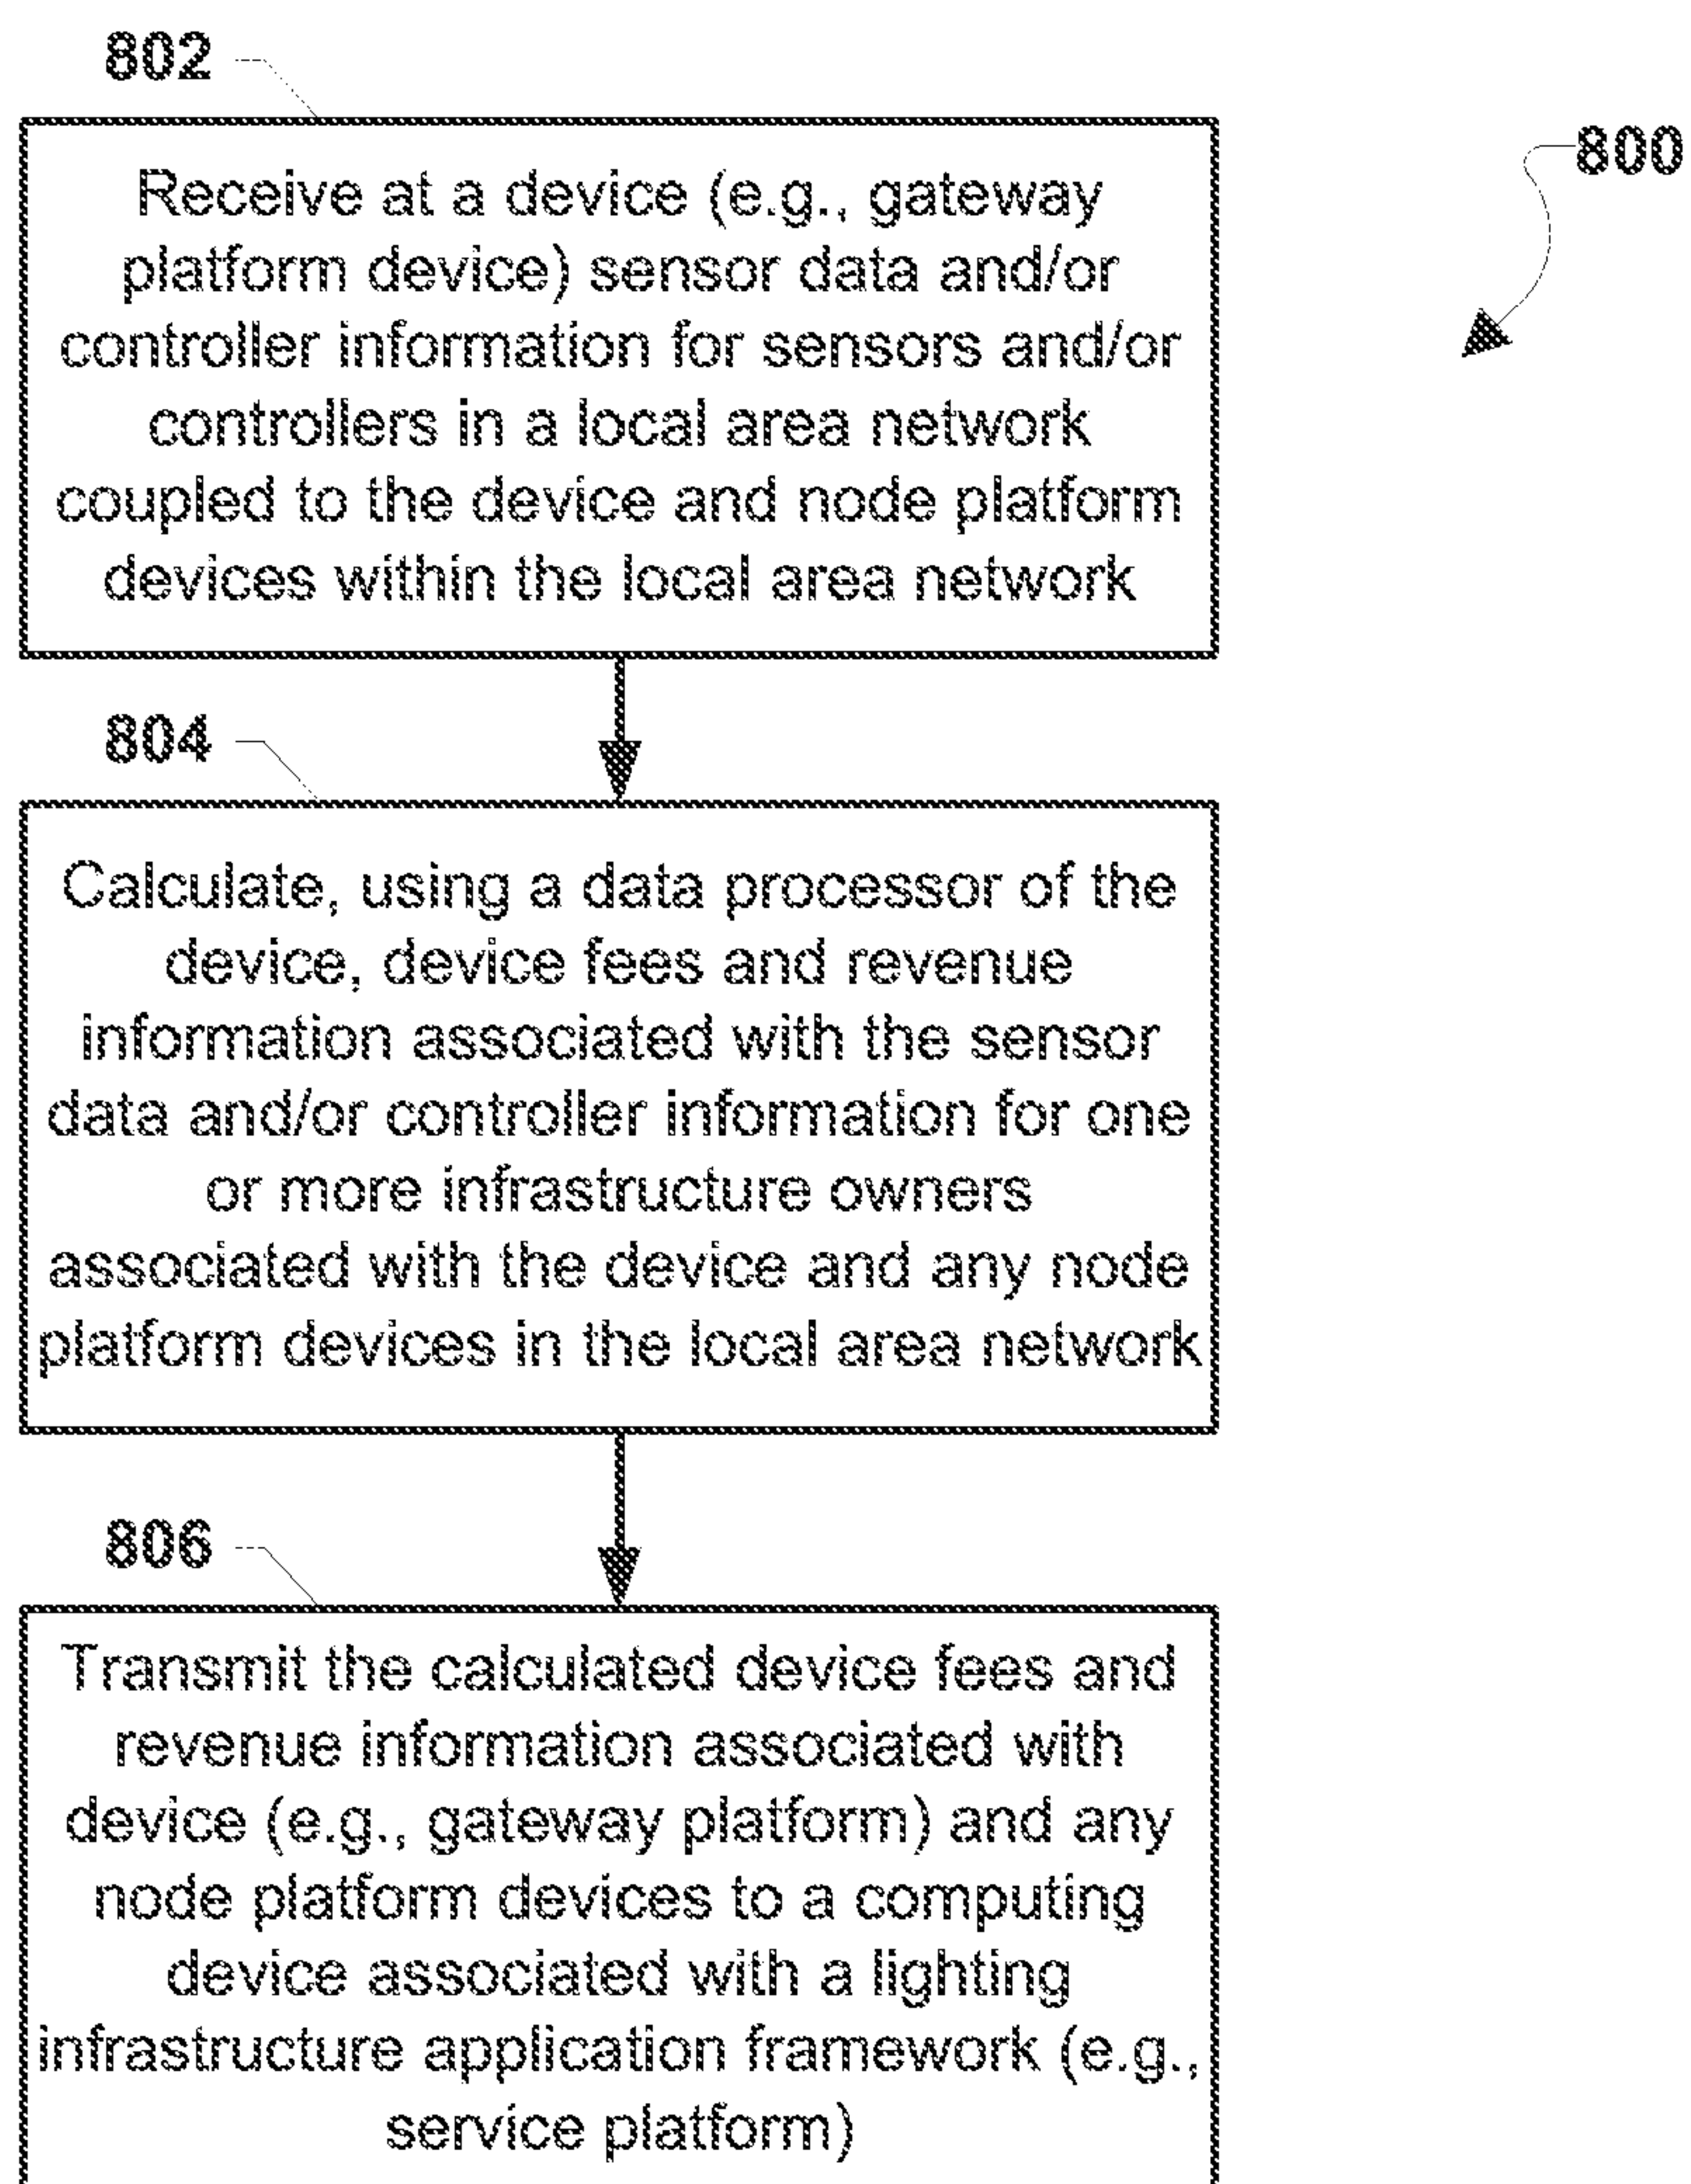 802
800
Receive at a device (e.g., gateway
platform device) sensor data and/or
controller information for sensors and/or
controllers in a local area network
coupled to the device and node platform
devices within the local area network
804
Calculate, using a data processor of the
device, device fees and revenue
information associated with the sensor
data and/or controller information for one
or more infrastructure owners
associated with the device and any node
platform devices in the local area network
806
Transmit the calculated device fees and
revenue information associated with
device (e.g., gateway platform) and any
node platform devices to a computing
device associated with a lighting
infrastructure application framework (e.g.,
service platform)